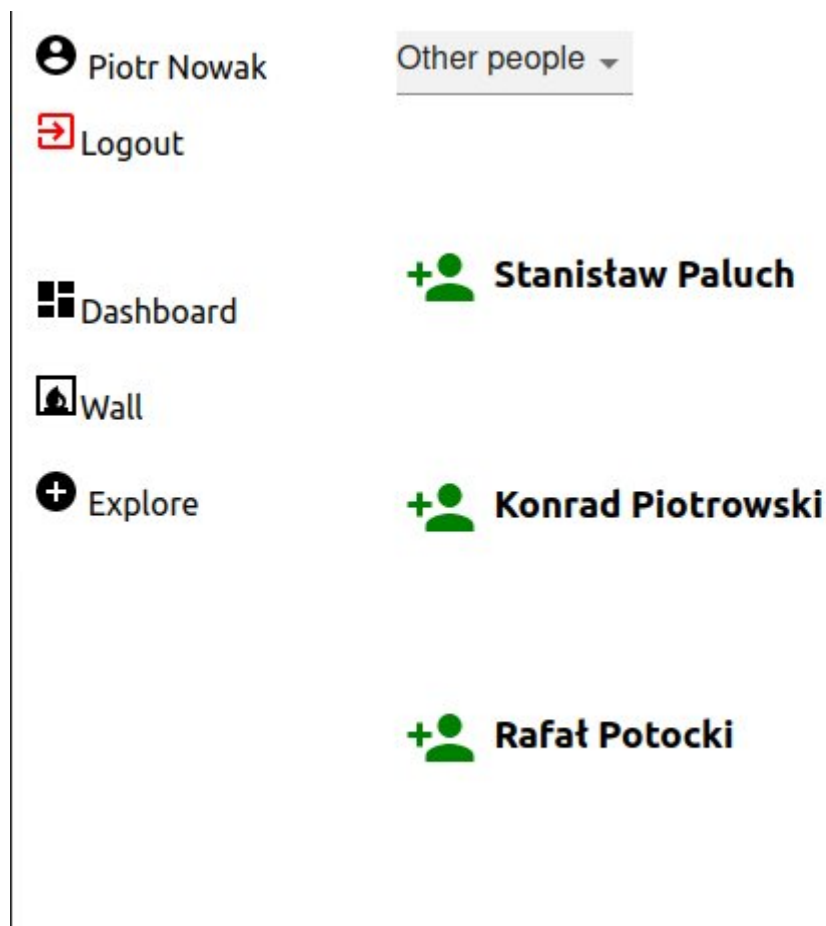 Piotr Nowak
Logout
Dashboard
Wall
Explore
Other people
Stanisław Paluch
Konrad Piotrowski
Rafał Potocki